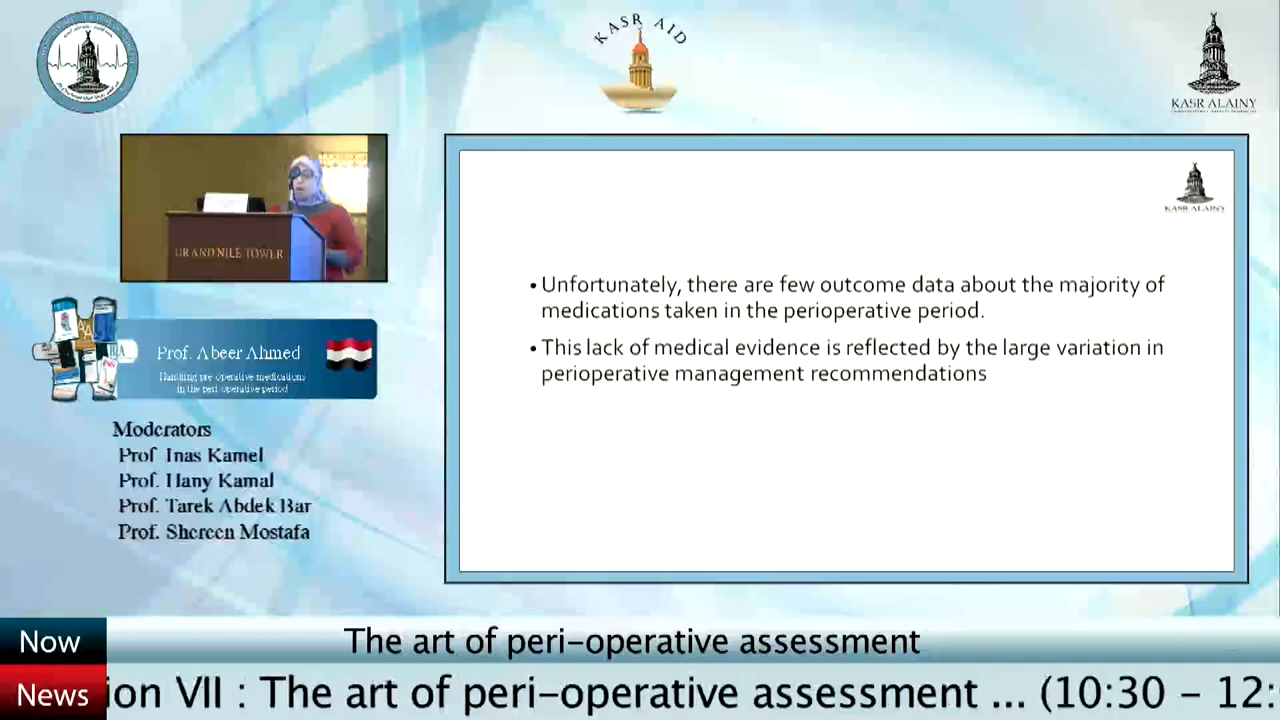 KASR AID
KASR ALAINY
GRAND NILE TOWER
KASR ALAINY
• Unfortunately, there are few outcome data about the majority of
medications taken in the perioperative period.
• This lack of medical evidence is reflected by the large variation in
perioperative management recommendations
Prof. Abeer Ahmed
Handling pre operative medications
in the peri operative period
Moderators
Prof Inas Kamel
Prof. Hany Kamal
Prof. Tarek Abdek Bar
Prof. Shereen Mostafa
Now
The art of peri-operative assessment
News
ion VII : The art of peri-operative assessment ... (10:30 - 12: